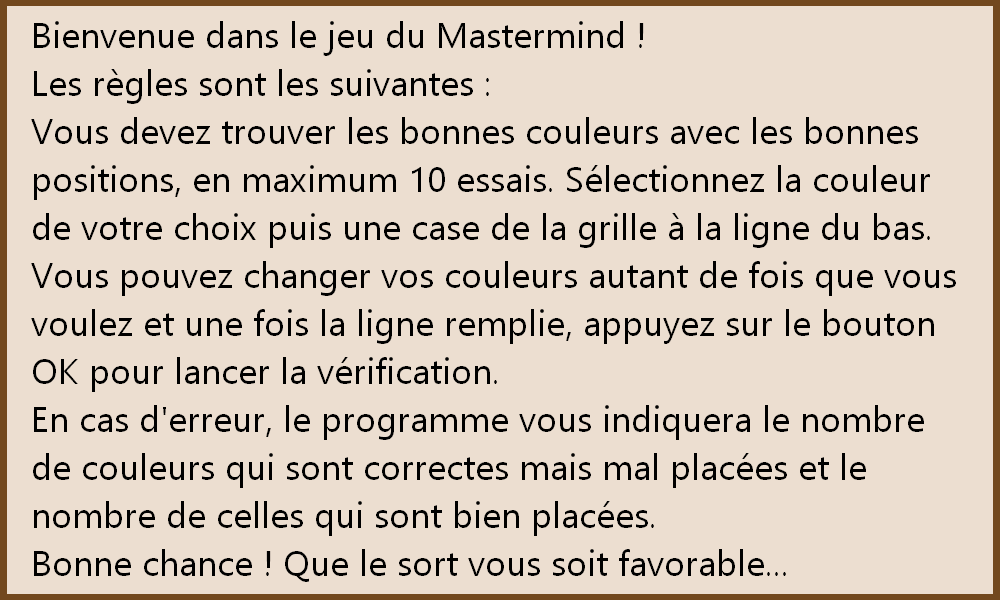 Bienvenue dans le jeu du Mastermind !
Les règles sont les suivantes :
Vous devez trouver les bonnes couleurs avec les bonnes
positions, en maximum 10 essais. Sélectionnez la couleur
de votre choix puis une case de la grille à la ligne du bas.
Vous pouvez changer vos couleurs autant de fois que vous
voulez et une fois la ligne remplie, appuyez sur le bouton
OK pour lancer la vérification.
En cas d'erreur, le programme vous indiquera le nombre
de couleurs qui sont correctes mais mal placées et le
nombre de celles qui sont bien placées.
Bonne chance ! Que le sort vous soit favorable...